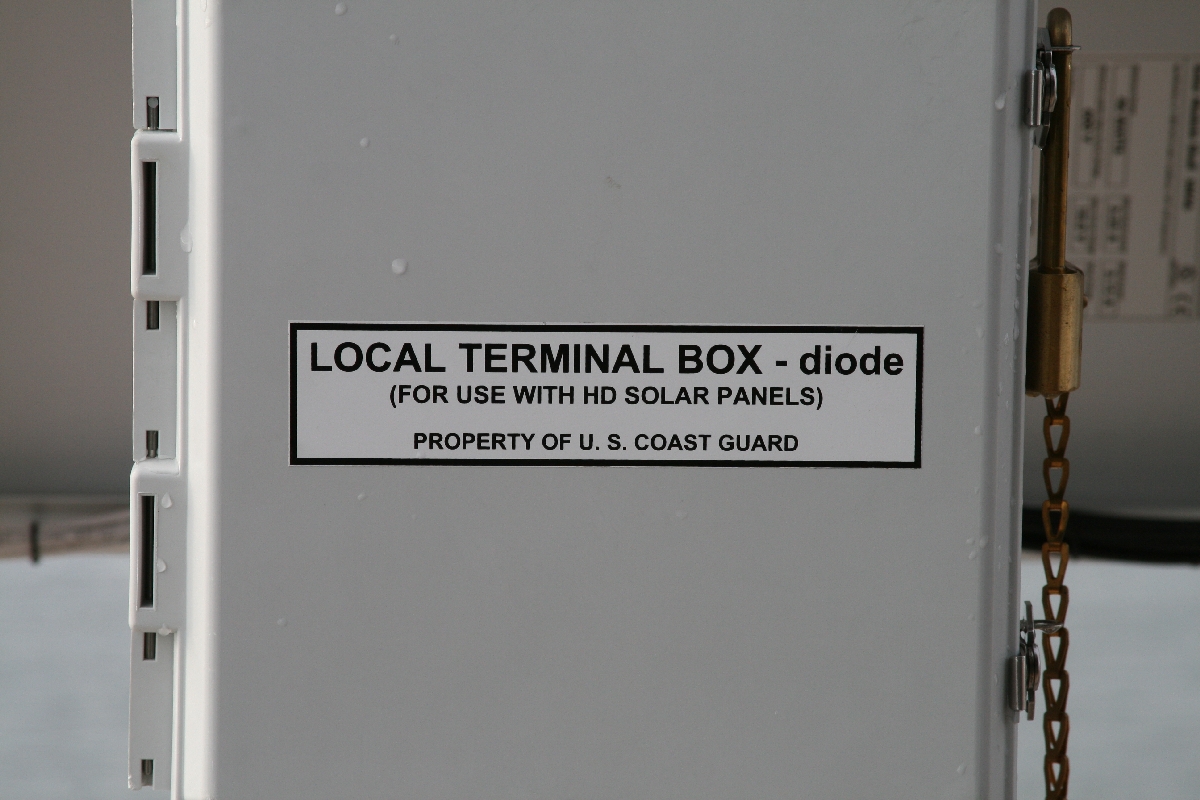 LOCAL TERMINAL BOX - diode
(FOR USE WITH HD SOLAR PANELS)
PROPERTY OF U. S. COAST GUARD